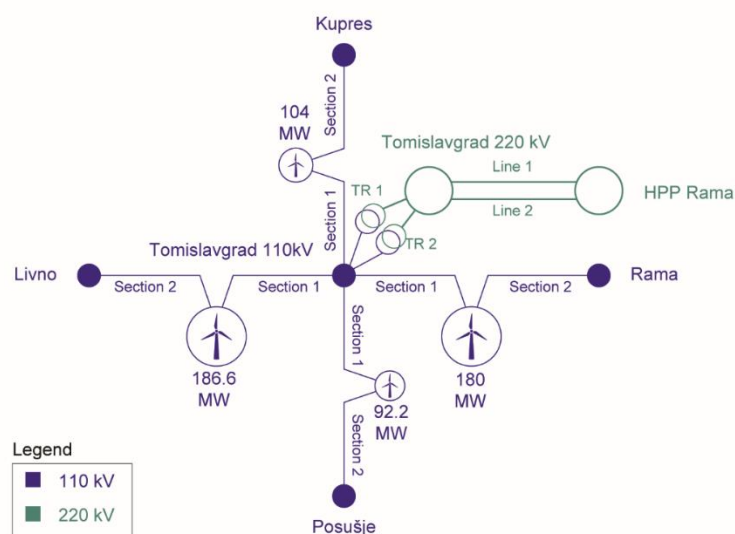 Kupres
Section 2
104
MW
Tomislavgrad 220 kV
Line 1
TR 1
HPP Rama
Line 2
Section 1
TR 2
Tomislavgrad 110kV
Livno
Rama
Section 2
Section 1
Section 1
Section 2
Section 1
186.6
MW
180
MW
92.2
MW
Section 2
Legend
110 kV
220 kV
Posušje